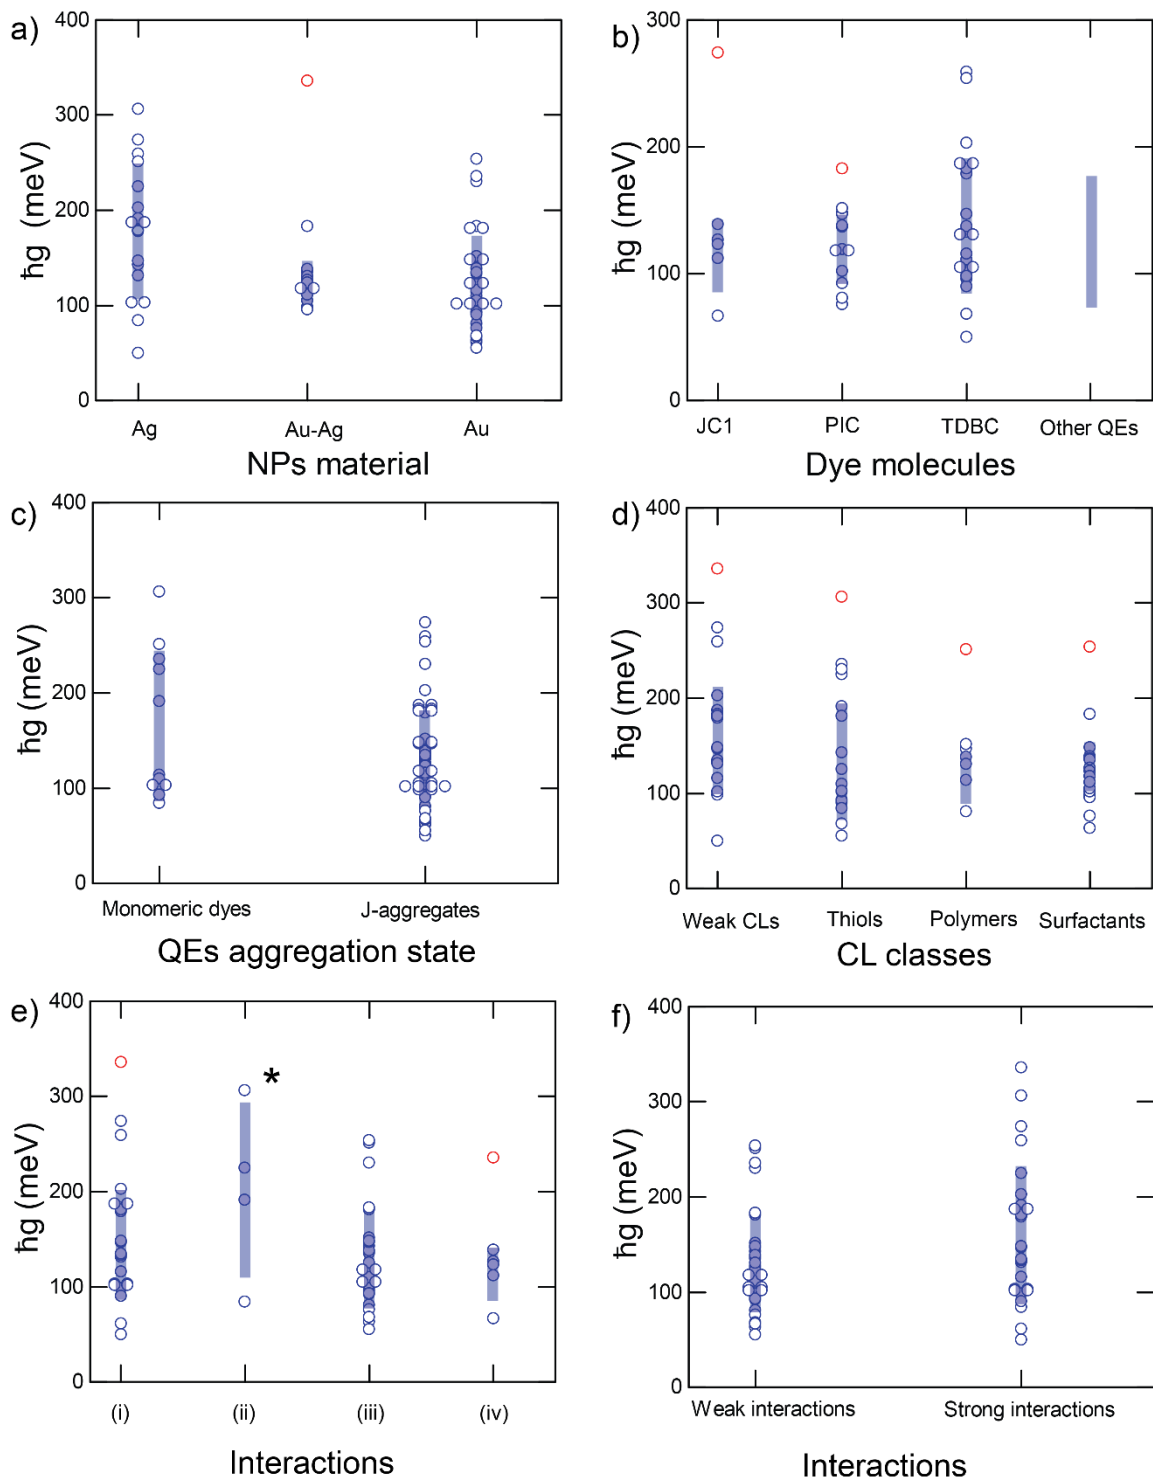 a)
400
300
200
100
0
ħg (meV)
Ag
Au-Ag
Au
NPs material
b)
300
200
100
0
ħg (meV)
JC1
PIC
TDBC
Other QEs
Dye molecules
c)
400
300
200
100
0
ħg (meV)
Monomeric dyes
J-aggregates
QEs aggregation state
d)
400
300
200
100
0
ħg (meV)
Weak CLs
Thiols
Polymers
Surfactants
CL classes
e)
400
300
200
100
0
ħg (meV)
*
(i)
(ii)
(iii)
(iv)
Interactions
f)
400
300
200
100
0
ħg (meV)
Weak interactions
Strong interactions
Interactions